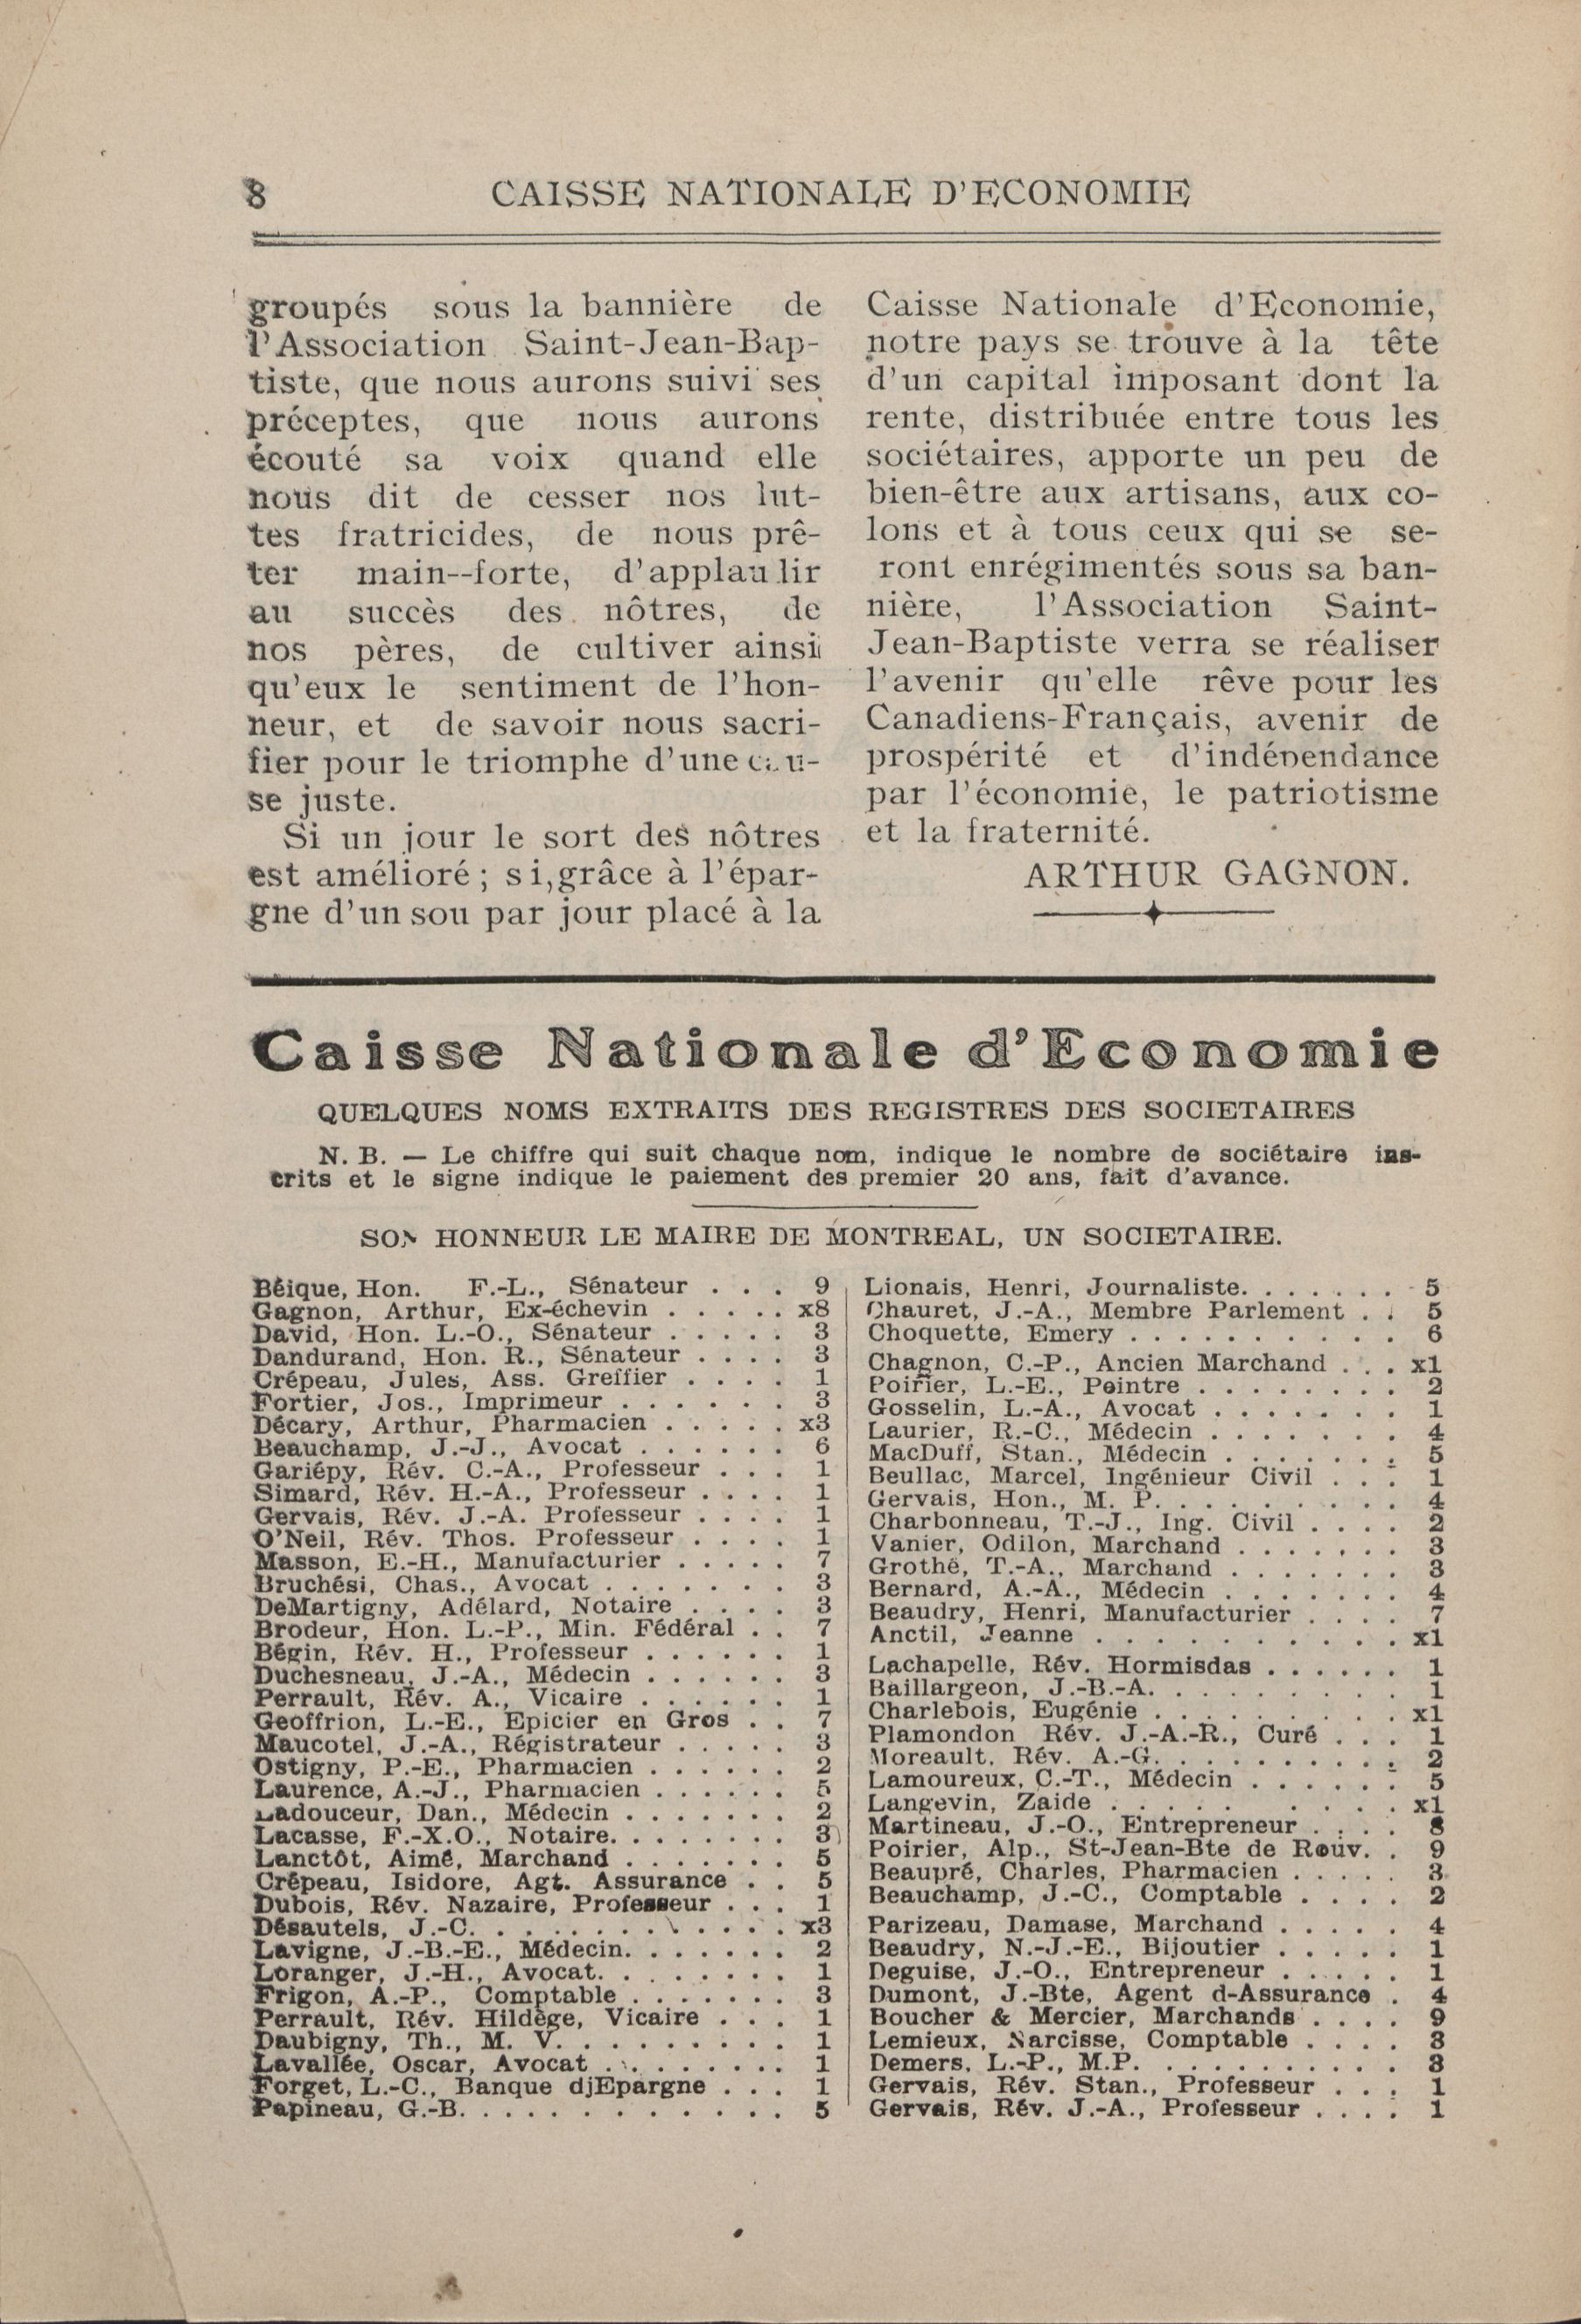 8 CAISSE NATIONALE D'ECONOMIE
groupés sous la bannière de
l'Association Saint-Jean-Bap-
tiste, que nous aurons suivi ses
préceptes, que nous aurons
écouté sa voix quand elle
nous dit de cesser nos lut-
tes fratricides, de nous prê-
ter main--forte, d'applaudir
au succès des nôtres, de
nos pères, de cultiver ainsi
qu'eux le sentiment de l'hon-
neur, et de savoir nous sacri-
fier pour le triomphe d'une cau-
se juste.
Si un jour le sort des nôtres
est amélioré; si, grâce à l'épar-
gne d'un sou par jour placé à la
Caisse Nationale d'Economie,
notre pays se trouve à la tête
d'un capital imposant dont la
rente, distribuée entre tous les
sociétaires, apporte un peu de
bien-être aux artisans, aux co-
lons et à tous ceux qui se se-
ront enrégimentés sous sa ban-
nière, l'Association Saint-
Jean-Baptiste verra se réaliser
l'avenir qu'elle rêve pour les
Canadiens-Français, avenir de
prospérité et d'indépendance
par l'économie, le patriotisme
et la fraternité.
ARTHUR GAGNON.
Caisse Nationale d'Economie
QUELQUES NOMS EXTRAITS DES REGISTRES DES SOCIETAIRES
N. B. — Le chiffre qui suit chaque nom, indique le nombre de sociétaire ins-
crits et le signe indique le paiement des premier 20 ans, fait d'avance.
SON HONNEUR LE MAIRE DE MONTREAL, UN SOCIETAIRE.
Béique, Hon. F.-L., Sénateur . . . 9
Gagnon, Arthur, Ex-échevin . . . . . x8
David, Hon. L.-O., Sénateur . . . . . 3
Dandurand, Hon. R., Sénateur . . . . 3
Crépeau, Jules, Ass. Greffier . . . . 1
Fortier, Jos., Imprimeur . . . . . . 3
Décary, Arthur, Pharmacien . . . . . x3
Beauchamp, J.-J., Avocat . . . . . . 6
Gariépy, Rév. C.-A., Professeur . . . 1
Simard, Rév. H.-A., Professeur . . . . 1
Gervais, Rév. J.-A. Professeur . . . . 1
O'Neil, Rév. Thos. Professeur . . . . 1
Masson, E.-H., Manufacturier . . . . . 7
Bruchési, Chas., Avocat . . . . . . . 3
DeMartigny, Adélard, Notaire . . . . 3
Brodeur, Hon. L.-P., Min. Fédéral . . 7
Bégin, Rév. H., Professeur . . . . . . 1
Duchesneau, J.-A., Médecin . . . . . . 3
Perrault, Rév. A., Vicaire . . . . . . 1
Geoffrion, L.-E., Epicier en Gros . . 7
Maucotel, J.-A., Régistrateur . . . . . 3
Ostigny, P.-E., Pharmacien . . . . . . 2
Laurence, A.-J., Pharmacien . . . . . . 5
Ladouceur, Dan., Médecin . . . . . . . 2
Lacasse, F.-X.O., Notaire. . . . . . . . 3
Lanctôt, Aimé, Marchand . . . . . . . 5
Crépeau, Isidore, Agt. Assurance . . 5
Dubois, Rév. Nazaire, Professeur . . . 1
Désautels, J.-C. . . . . . . . . . . . x3
Lavigne, J.-B.-E., Médecin. . . . . . . 2
Loranger, J.-H., Avocat. . . . . . . . 1
Frigon, A.-P., Comptable . . . . . . . 3
Perrault, Rév. Hildège, Vicaire . . . 1
Daubigny, Th., M. V. . . . . . . . . . 1
Lavallée, Oscar, Avocat . . . . . . . . 1
Forget, L.-C., Banque djEpargne . . . 1
Papineau, G.-B. . . . . . . . . . . . 5
Lionais, Henri, Journaliste. . . . . . . 5
Chauret, J.-A., Membre Parlement . . 5
Choquette, Emery . . . . . . . . . . 6
Chagnon, C.-P., Ancien Marchand . . . x1
Poirier, L.-E., Peintre . . . . . . . . 2
Gosselin, L.-A., Avocat . . . . . . . 1
Laurier, R.-C., Médecin . . . . . . . 4
MacDuff, Stan., Médecin . . . . . . . 5
Beullac, Marcel, Ingénieur Civil . . . 1
Gervais, Hon., M. P. . . . . . . . . . 4
Charbonneau, T.-J., Ing. Civil . . . . 2
Vanier, Odilon, Marchand . . . . . . . 3
Grothé, T.-A., Marchand . . . . . . . 3
Bernard, A.-A., Médecin . . . . . . . 4
Beaudry, Henri, Manufacturier . . . . 7
Anctil, Jeanne . . . . . . . . . . . x1
Lachapelle, Rév. Hormisdas . . . . . . 1
Baillargeon, J.-B.-A. . . . . . . . . . 1
Charlebois, Eugénie . . . . . . . . . x1
Plamondon Rév. J.-A.-R., Curé . . . 1
Moreault, Rév. A.-G. . . . . . . . . . 2
Lamoureux, C.-T., Médecin . . . . . . 5
Langevin, Zaide . . . . . . . . . . x1
Martineau, J.-O., Entrepreneur . . . . 8
Poirier, Alp., St-Jean-Bte de Rouv. . 9
Beaupré, Charles, Pharmacien . . . . . 3
Beauchamp, J.-C., Comptable . . . . 2
Parizeau, Damase, Marchand . . . . . 4
Beaudry, N.-J.-E., Bijoutier . . . . . 1
Deguise, J.-O., Entrepreneur . . . . . 1
Dumont, J.-Bte, Agent d-Assurance . 4
Boucher & Mercier, Marchands . . . . 9
Lemieux, Narcisse, Comptable . . . . 3
Demers, L.-P., M.P. . . . . . . . . . 3
Gervais, Rév. Stan., Professeur . . . 1
Gervais, Rév. J.-A., Professeur . . . . 1